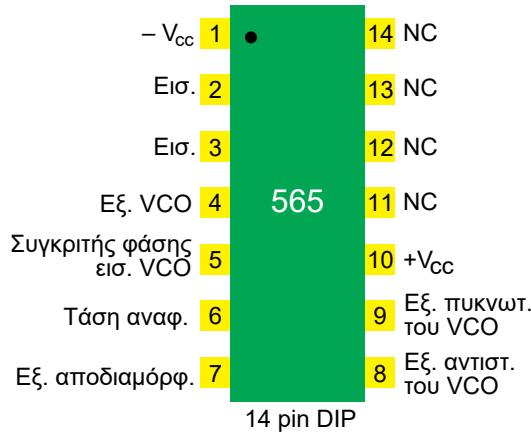 – Vcc 1
Εισ. 2
Εισ. 3
Εξ. VCO 4
Συγκριτής φάσης
εισ. VCO 5
Τάση αναφ. 6
Εξ. αποδιαμόρφ. 7
565
14 NC
13 NC
12 NC
11 NC
10 +Vcc
9 Εξ. πυκνωτ.
του VCO
8 Εξ. αντιστ.
του VCO
14 pin DIP